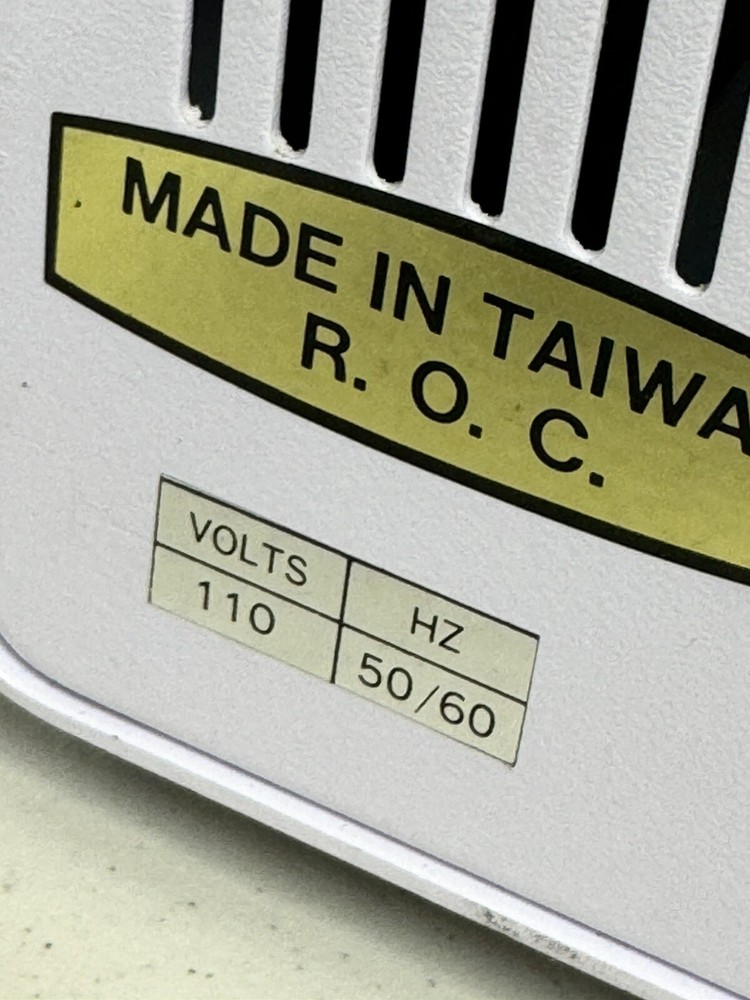 MADE IN TAIWA
R. O. C.
VOLTS HZ
110 50/60